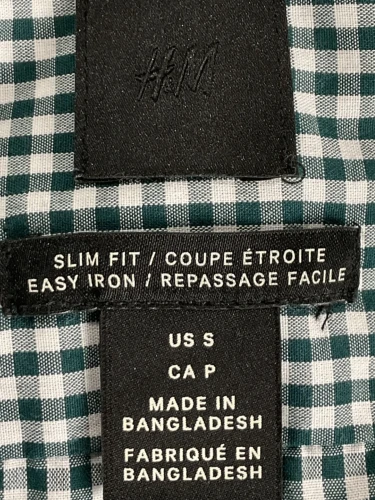 H&M
SLIM FIT / COUPE ÉTROITE
EASY IRON / REPASSAGE FACILE
US S
CA P
MADE IN
BANGLADESH
FABRIQUÉ EN
BANGLADESH